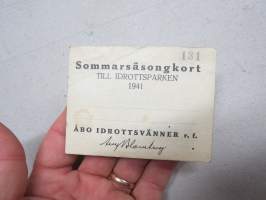 131
Sommarsäsongkort
TILL IDROTTSPARKEN
1941
ÅBO IDROTTSVÄNNER r. f.